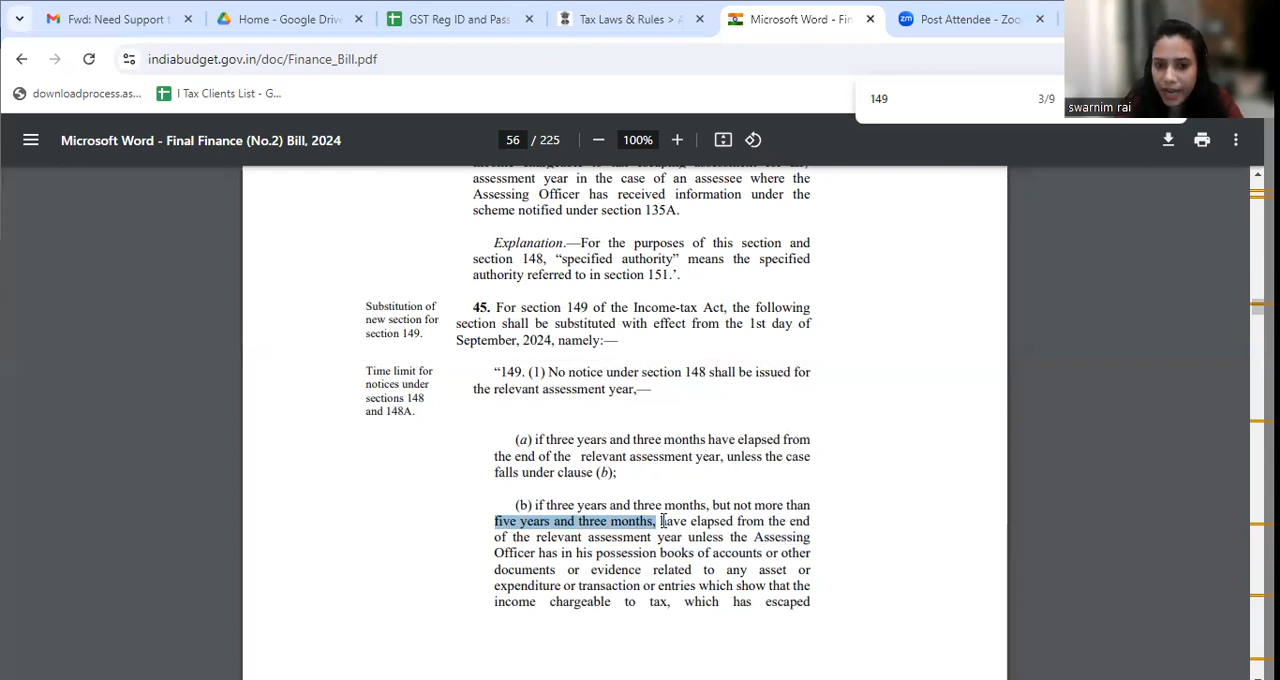 Fwd: Need Support t
Home - Google Drive
GST Reg ID and Pass
Tax Laws & Rules > A
Microsoft Word - Fin
Post Attendee - Zoo
indiabudget.gov.in/doc/Finance_Bill.pdf
downloadprocess.as...
I Tax Clients List - G...
149
3/9
swarnim rai
Microsoft Word - Final Finance (No.2) Bill, 2024
56 / 225
100%
assessment year in the case of an assessee where the
Assessing Officer has received information under the
scheme notified under section 135A.
Explanation.—For the purposes of this section and
section 148, “specified authority” means the specified
authority referred to in section 151.’.
Substitution of
new section for
section 149.
45. For section 149 of the Income-tax Act, the following
section shall be substituted with effect from the 1st day of
September, 2024, namely:—
Time limit for
notices under
sections 148
and 148A.
“149. (1) No notice under section 148 shall be issued for
the relevant assessment year,—
(a) if three years and three months have elapsed from
the end of the relevant assessment year, unless the case
falls under clause (b);
(b) if three years and three months, but not more than
five years and three months, have elapsed from the end
of the relevant assessment year unless the Assessing
Officer has in his possession books of accounts or other
documents or evidence related to any asset or
expenditure or transaction or entries which show that the
income chargeable to tax, which has escaped